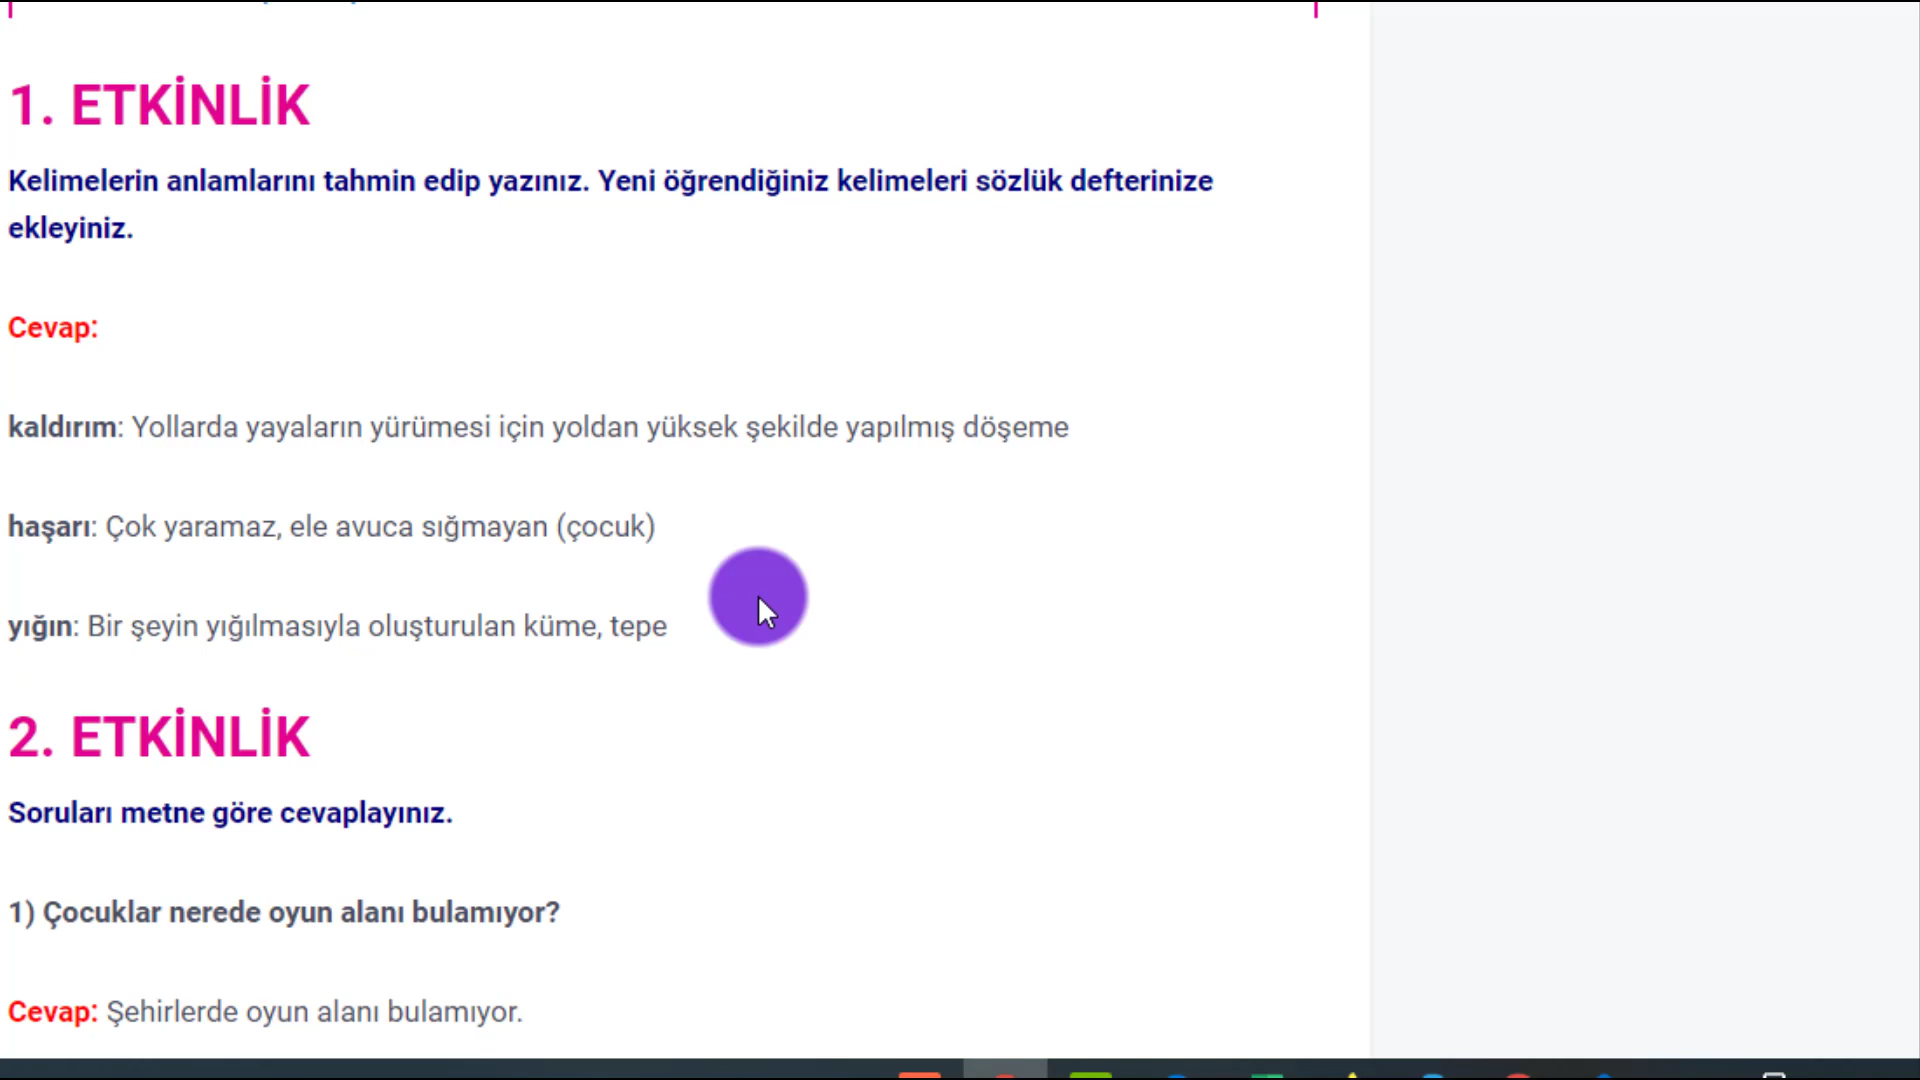 1. ETKİNLİK
Kelimelerin anlamlarını tahmin edip yazınız. Yeni öğrendiğiniz kelimeleri sözlük defterinize
ekleyiniz.
Cevap:
kaldırım: Yollarda yayaların yürümesi için yoldan yüksek şekilde yapılmış döşeme
haşarı: Çok yaramaz, ele avuca sığmayan (çocuk)
yığın: Bir şeyin yığılmasıyla oluşturulan küme, tepe
2. ETKİNLİK
Soruları metne göre cevaplayınız.
1) Çocuklar nerede oyun alanı bulamıyor?
Cevap: Şehirlerde oyun alanı bulamıyor.